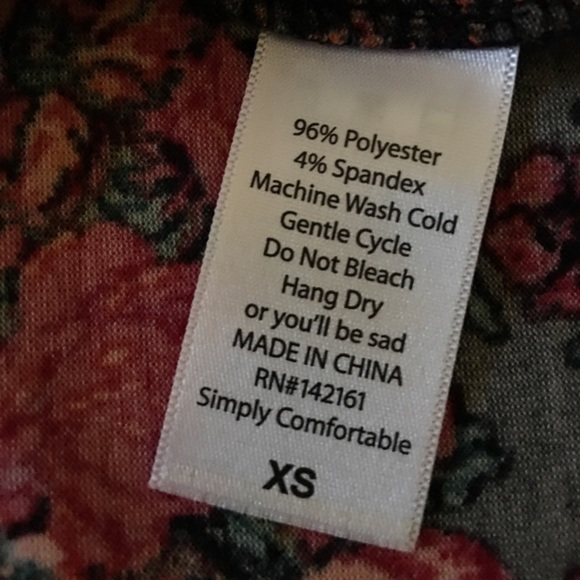 96% Polyester
4% Spandex
Machine Wash Cold
Gentle Cycle
Do Not Bleach
Hang Dry
or you'll be sad
MADE IN CHINA
RN#142161
Simply Comfortable
XS